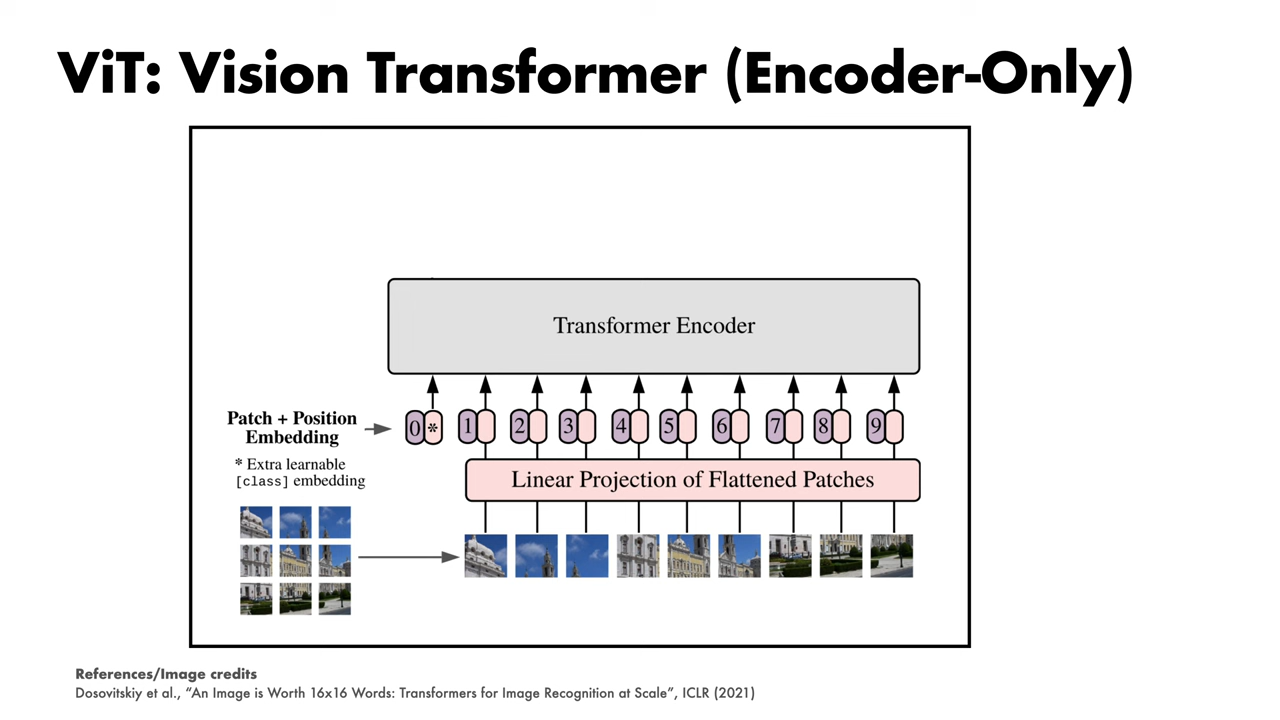 ViT: Vision Transformer (Encoder-Only)
Transformer Encoder
Patch + Position
Embedding
0 * 1 2 3 4 5 6 7 8 9
* Extra learnable
[class] embedding
Linear Projection of Flattened Patches
References/Image credits
Dosovitskiy et al., “An Image is Worth 16x16 Words: Transformers for Image Recognition at Scale”, ICLR (2021)